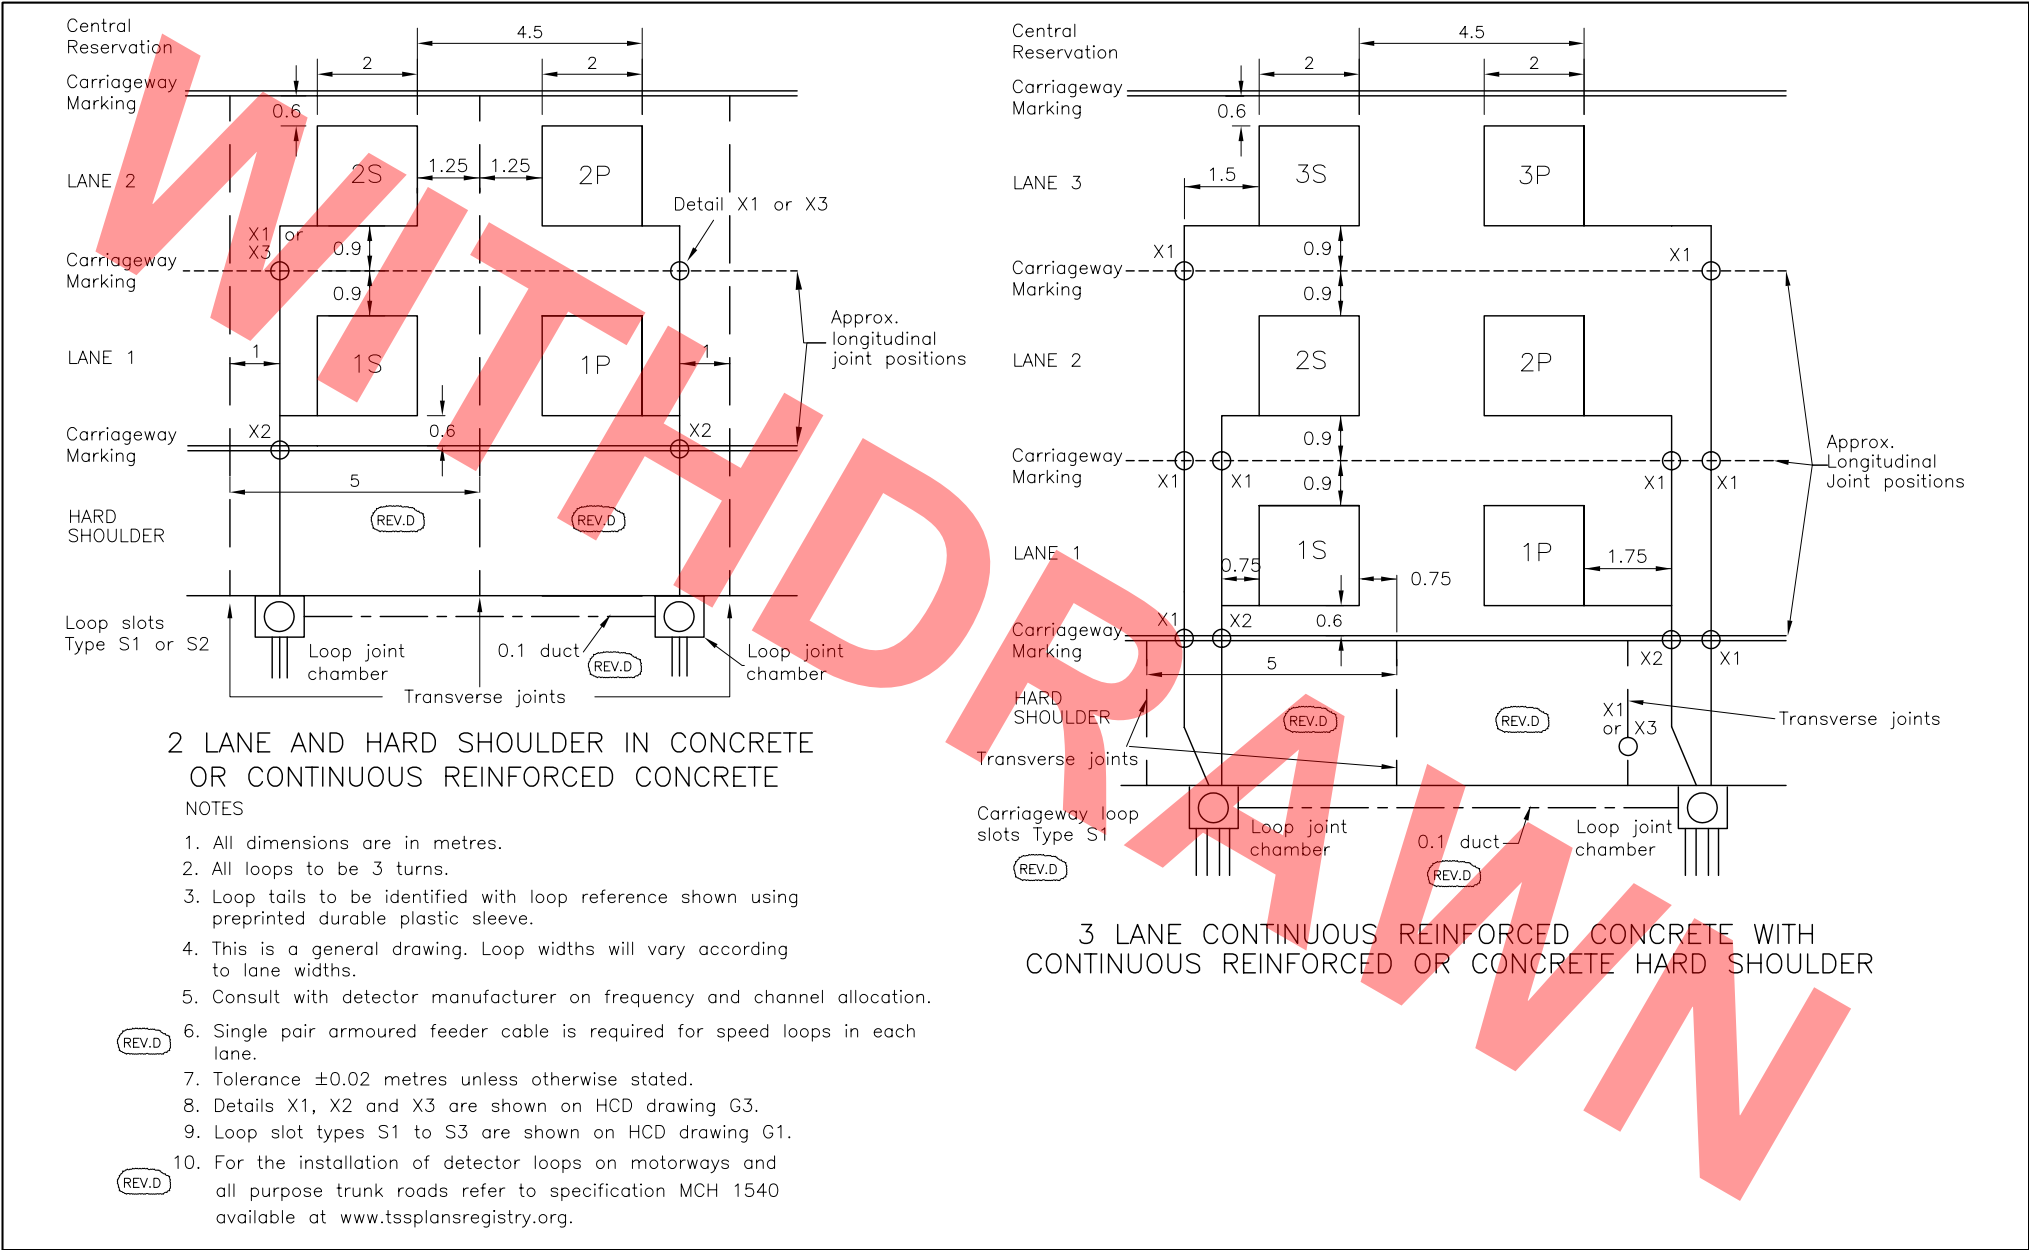 Central
Reservation
4.5
2
2
Carriageway
Marking
0.6
LANE 2
2S
1.25
1.25
2P
Detail X1 or X3
X1 or
X3
0.9
Carriageway
Marking
0.9
Approx.
longitudinal
joint positions
LANE 1
1
1S
1P
1
Carriageway
Marking
X2
0.6
X2
5
HARD
SHOULDER
REV.D
REV.D
Loop slots
Type S1 or S2
Loop joint
chamber
0.1 duct
REV.D
Loop joint
chamber
Transverse joints
2 LANE AND HARD SHOULDER IN CONCRETE
OR CONTINUOUS REINFORCED CONCRETE
NOTES
1. All dimensions are in metres.
2. All loops to be 3 turns.
3. Loop tails to be identified with loop reference shown using
preprinted durable plastic sleeve.
4. This is a general drawing. Loop widths will vary according
to lane widths.
5. Consult with detector manufacturer on frequency and channel allocation.
REV.D
6. Single pair armoured feeder cable is required for speed loops in each
lane.
7. Tolerance ±0.02 metres unless otherwise stated.
8. Details X1, X2 and X3 are shown on HCD drawing G3.
9. Loop slot types S1 to S3 are shown on HCD drawing G1.
REV.D
10. For the installation of detector loops on motorways and
all purpose trunk roads refer to specification MCH 1540
available at www.tssplansregistry.org.
Central
Reservation
4.5
2
2
Carriageway
Marking
0.6
LANE 3
1.5
3S
3P
X1
0.9
X1
Carriageway
Marking
0.9
LANE 2
2S
2P
0.9
Carriageway
Marking
X1
X1
0.9
X1
X1
Approx.
Longitudinal
Joint positions
LANE 1
0.75
1S
0.75
1P
1.75
Carriageway
Marking
X1
X2
0.6
X2
X1
5
HARD
SHOULDER
REV.D
REV.D
X1
or X3
Transverse joints
Transverse joints
Carriageway loop
slots Type S1
REV.D
Loop joint
chamber
0.1 duct
REV.D
Loop joint
chamber
3 LANE CONTINUOUS REINFORCED CONCRETE WITH
CONTINUOUS REINFORCED OR CONCRETE HARD SHOULDER
WITHDRAWN